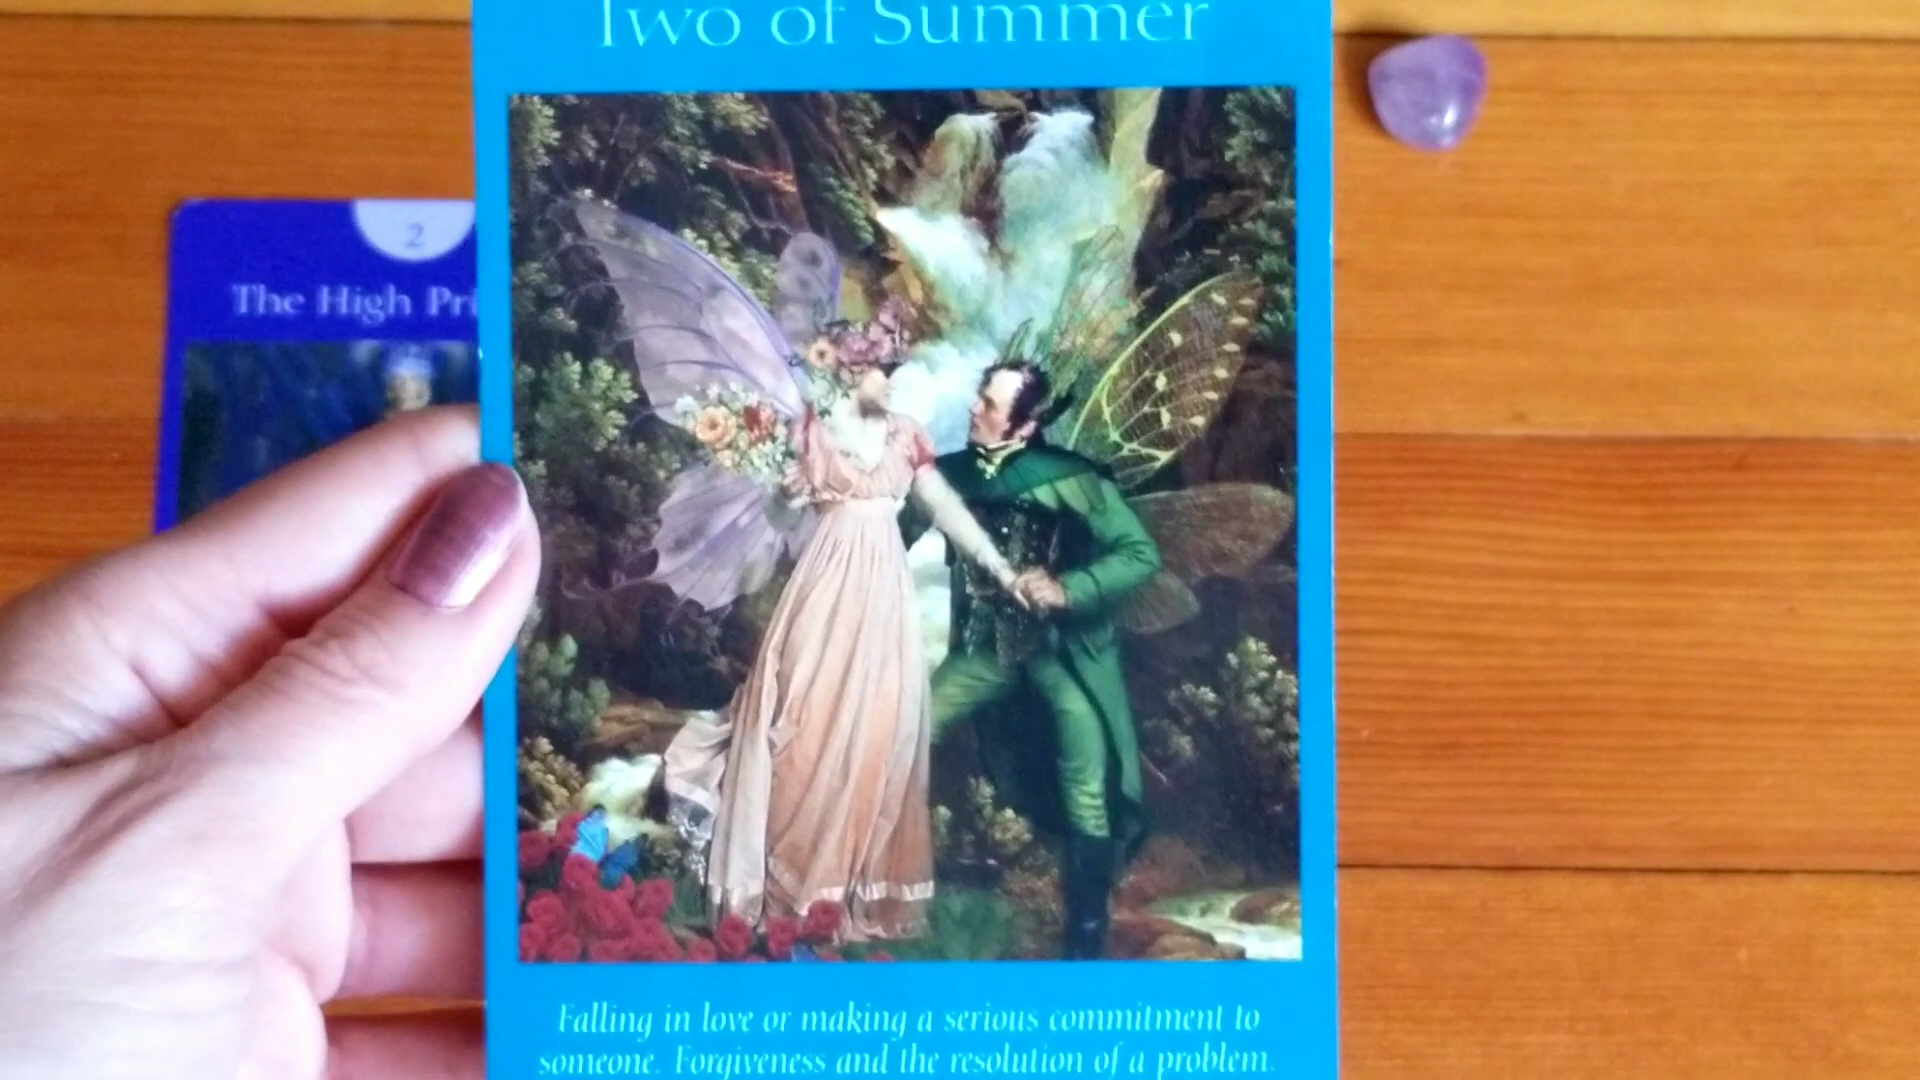 Two of Summer
2
The High Pri
Falling in love or making a serious commitment to
someone. Forgiveness and the resolution of a problem.